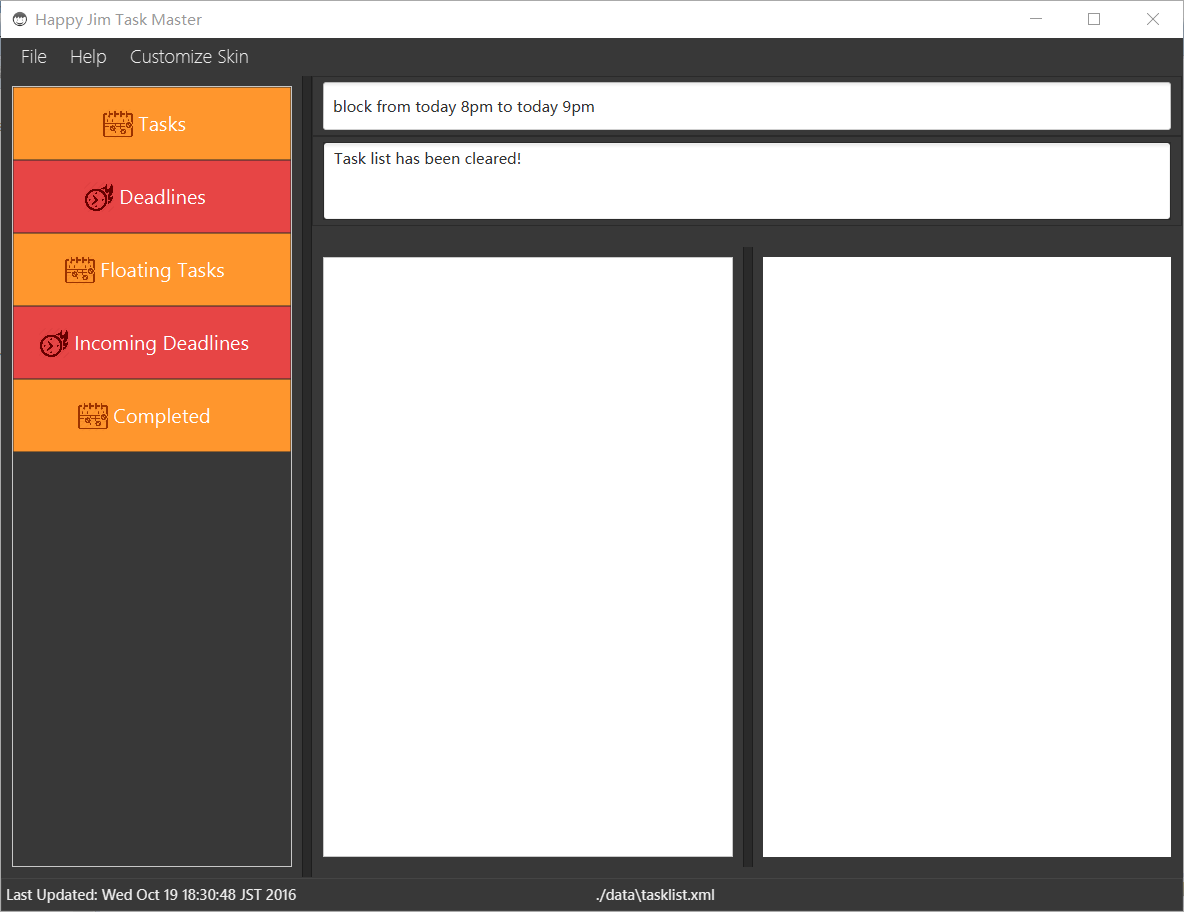 Happy Jim Task Master
File Help Customize Skin
Tasks
Deadlines
Floating Tasks
Incoming Deadlines
Completed
block from today 8pm to today 9pm
Task list has been cleared!
Last Updated: Wed Oct 19 18:30:48 JST 2016
./data\tasklist.xml